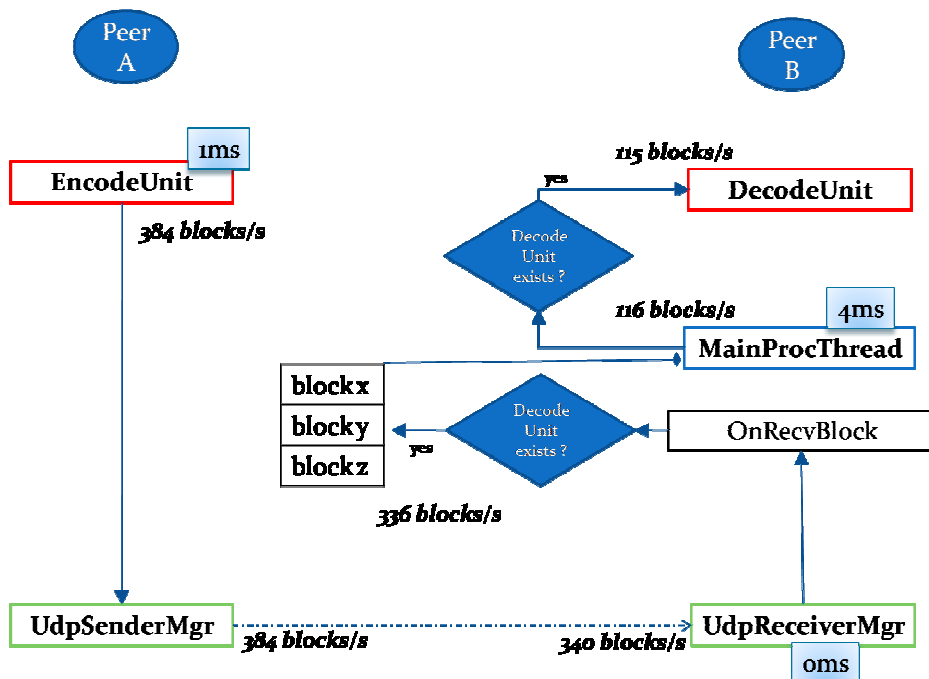 Peer
A
Peer
B
1ms
EncodeUnit
384 blocks/s
115 blocks/s
yes
DecodeUnit
Decode
Unit
exists ?
116 blocks/s
4ms
MainProcThread
blockx
blocky
blockz
Decode
Unit
exists ?
yes
OnRecvBlock
336 blocks/s
UdpSenderMgr
384 blocks/s
340 blocks/s
UdpReceiverMgr
0ms